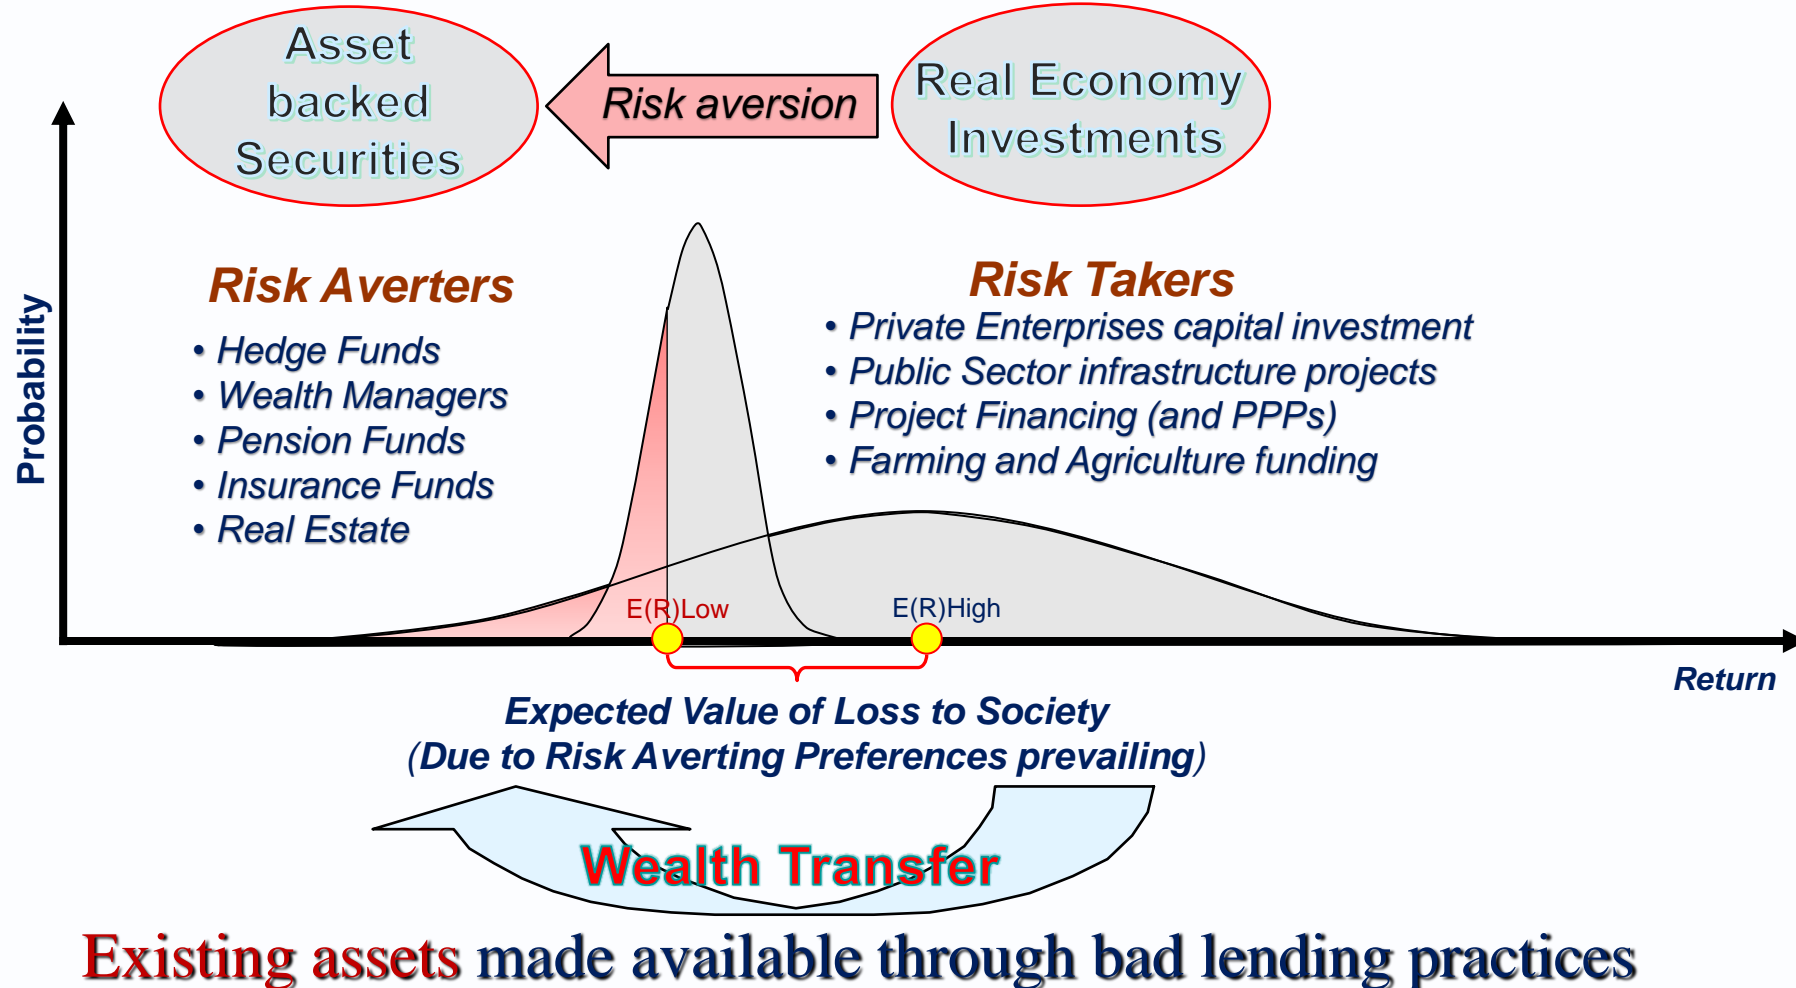 Asset
backed
Securities
Risk aversion
Real Economy
Investments
Probability
Risk Averters
• Hedge Funds
• Wealth Managers
• Pension Funds
• Insurance Funds
• Real Estate
Risk Takers
• Private Enterprises capital investment
• Public Sector infrastructure projects
• Project Financing (and PPPs)
• Farming and Agriculture funding
E(R)Low
E(R)High
Return
Expected Value of Loss to Society
(Due to Risk Averting Preferences prevailing)
Wealth Transfer
Existing assets made available through bad lending practices